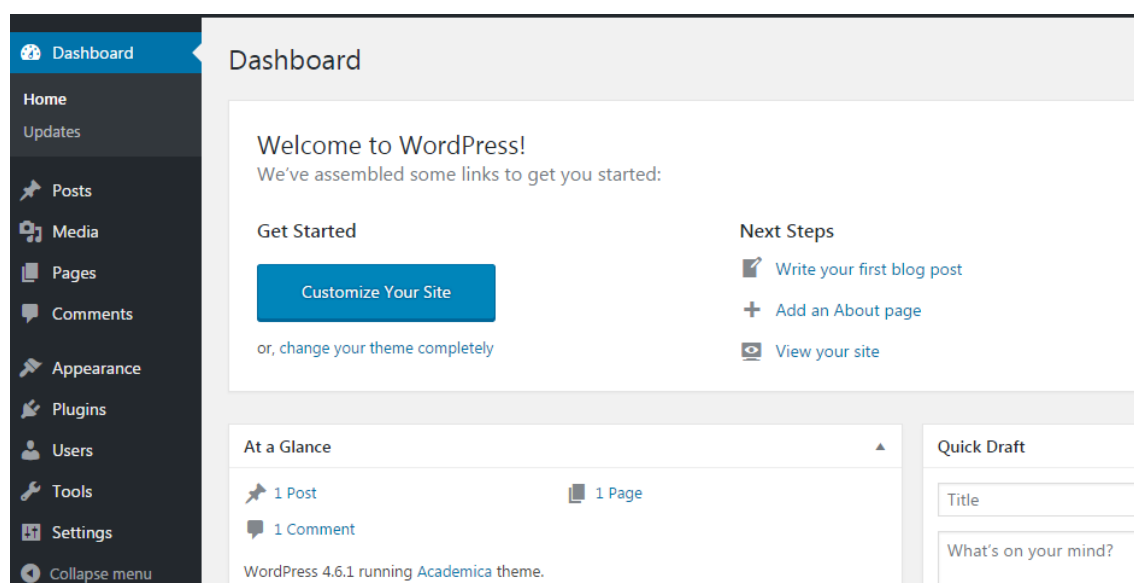 Dashboard
Home
Updates
Posts
Media
Pages
Comments
Appearance
Plugins
Users
Tools
Settings
Collapse menu
Dashboard
Welcome to WordPress!
We've assembled some links to get you started:
Get Started
Customize Your Site
or, change your theme completely
Next Steps
Write your first blog post
Add an About page
View your site
At a Glance
1 Post
1 Page
1 Comment
WordPress 4.6.1 running Academica theme.
Quick Draft
Title
What's on your mind?